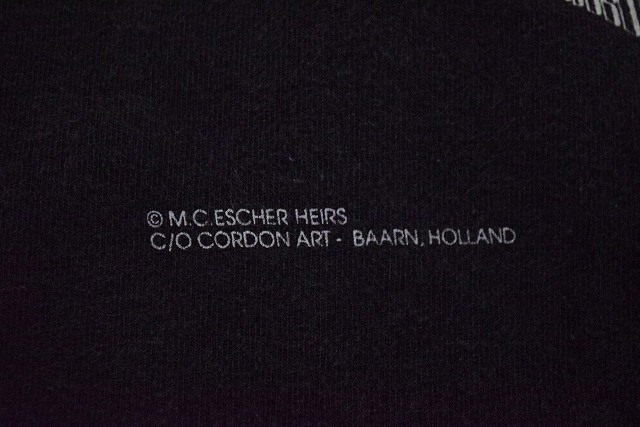 © M.C. ESCHER HEIRS
C/O CORDON ART - BAARN, HOLLAND